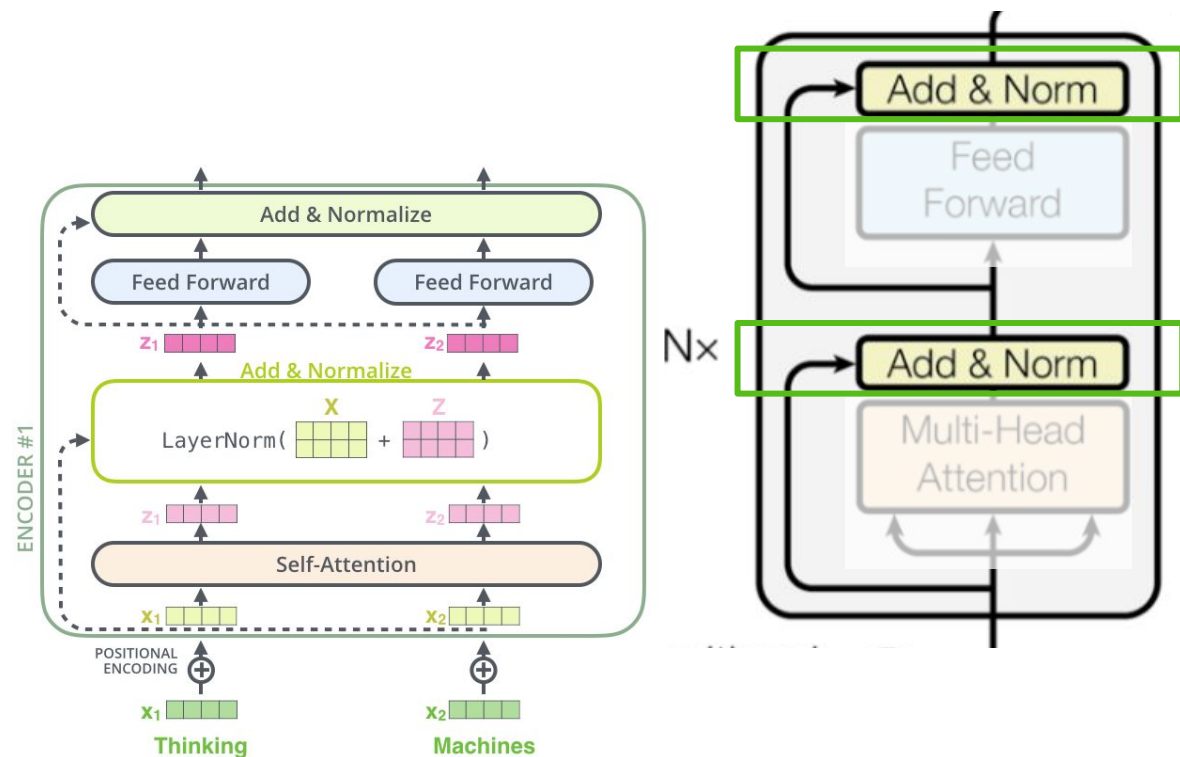 Add & Normalize
Feed Forward
Feed Forward
z1
z2
Add & Normalize
X
Z
LayerNorm( + )
z1
z2
Self-Attention
x1
x2
POSITIONAL
ENCODING
x1
x2
Thinking
Machines
ENCODER #1
Add & Norm
Feed
Forward
N×
Add & Norm
Multi-Head
Attention